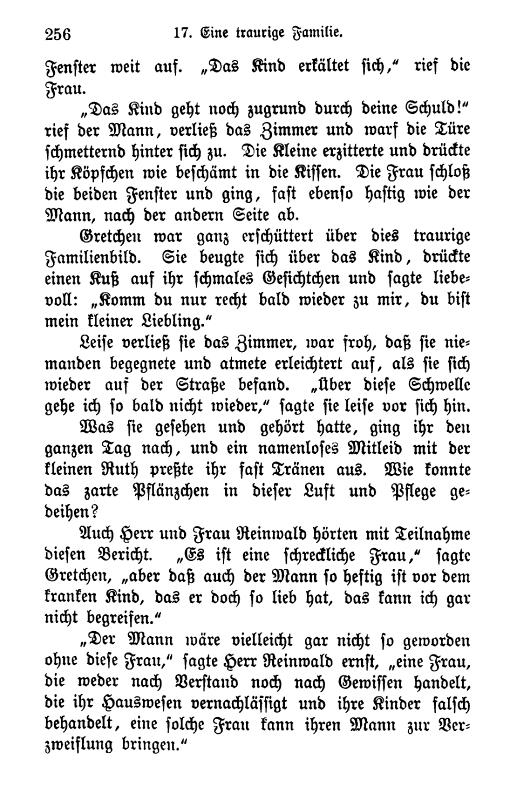 256 17. Eine traurige Familie.
Fenster weit auf. „Das Kind erkältet sich,“ rief die
Frau.
„Das Kind geht noch zugrund durch deine Schuld!“
rief der Mann, verließ das Zimmer und warf die Türe
schmetternd hinter sich zu. Die Kleine erzitterte und drückte
ihr Köpfchen wie beschämt in die Kissen. Die Frau schloß
die beiden Fenster und ging, fast ebenso hastig wie der
Mann, nach der andern Seite ab.
Gretchen war ganz erschüttert über dies traurige
Familienbild. Sie beugte sich über das Kind, drückte
einen Kuß auf ihr schmales Gesichtchen und sagte liebe-
voll: „Komm du nur recht bald wieder zu mir, du bist
mein kleiner Liebling.“
Leise verließ sie das Zimmer, war froh, daß sie nie-
manden begegnete und atmete erleichtert auf, als sie sich
wieder auf der Straße befand. „Über diese Schwelle
gehe ich so bald nicht wieder,“ sagte sie leise vor sich hin.
Was sie gesehen und gehört hatte, ging ihr den
ganzen Tag nach, und ein namenloses Mitleid mit der
kleinen Ruth preßte ihr fast Tränen aus. Wie konnte
das zarte Pflänzchen in dieser Luft und Pflege ge-
deihen?
Auch Herr und Frau Reinwald hörten mit Teilnahme
diesen Bericht. „Es ist eine schreckliche Frau,“ sagte
Gretchen, „aber daß auch der Mann so heftig ist vor dem
kranken Kind, das er doch so lieb hat, das kann ich gar
nicht begreifen.“
„Der Mann wäre vielleicht gar nicht so geworden
ohne diese Frau,“ sagte Herr Reinwald ernst, „eine Frau,
die weder nach Verstand noch nach Gewissen handelt,
die ihr Hauswesen vernachlässigt und ihre Kinder falsch
behandelt, eine solche Frau kann ihren Mann zur Ver-
zweiflung bringen.“